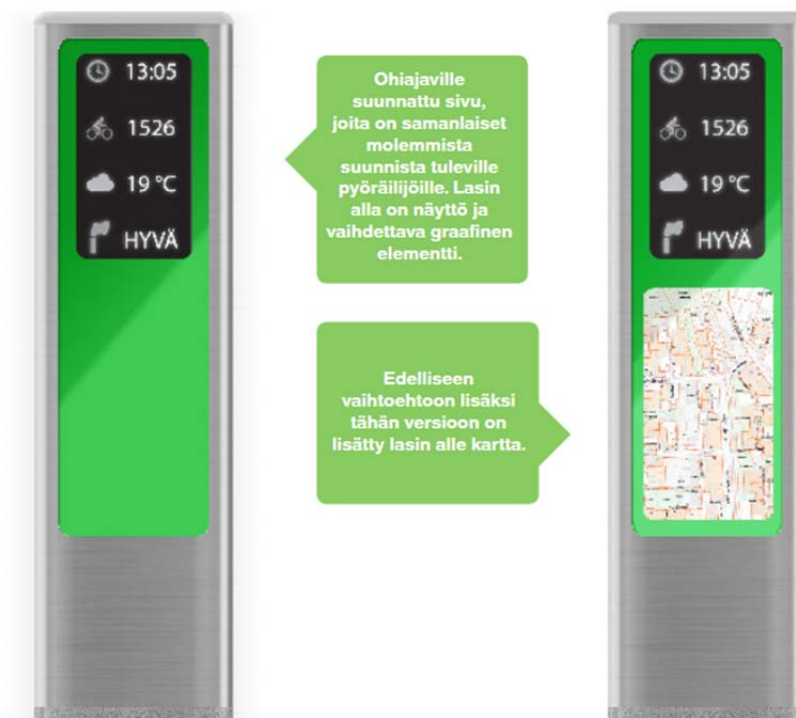 13:05
1526
19 °C
HYVÄ
Ohiajaville
suunnattu sivu,
joita on samanlaiset
molemmista
suunnista tuleville
pyöräilijöille. Lasin
alla on näyttö ja
vaihdettava graafinen
elementti.
Edelliseen
vaihtoehtoon lisäksi
tähän versioon on
lisätty lasin alle kartta.
13:05
1526
19 °C
HYVÄ